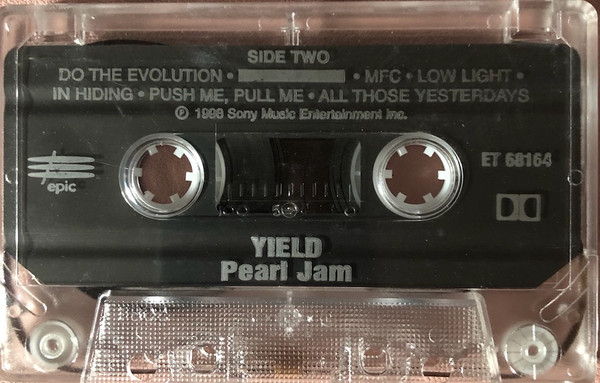 SIDE TWO
DO THE EVOLUTION • • MFC • LOW LIGHT •
IN HIDING • PUSH ME, PULL ME • ALL THOSE YESTERDAYS
℗ 1998 Sony Music Entertainment Inc.
epic
ET 68164
YIELD
Pearl Jam